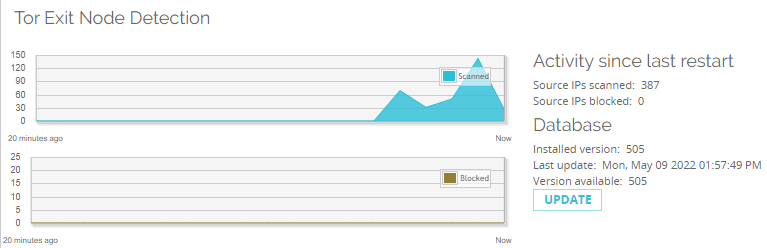 Tor Exit Node Detection
150
120
90
60
30
0
Scanned
20 minutes ago
Now
25
20
15
10
5
0
Blocked
20 minutes ago
Now
Activity since last restart
Source IPs scanned: 387
Source IPs blocked: 0
Database
Installed version: 505
Last update: Mon, May 09 2022 01:57:49 PM
Version available: 505
UPDATE